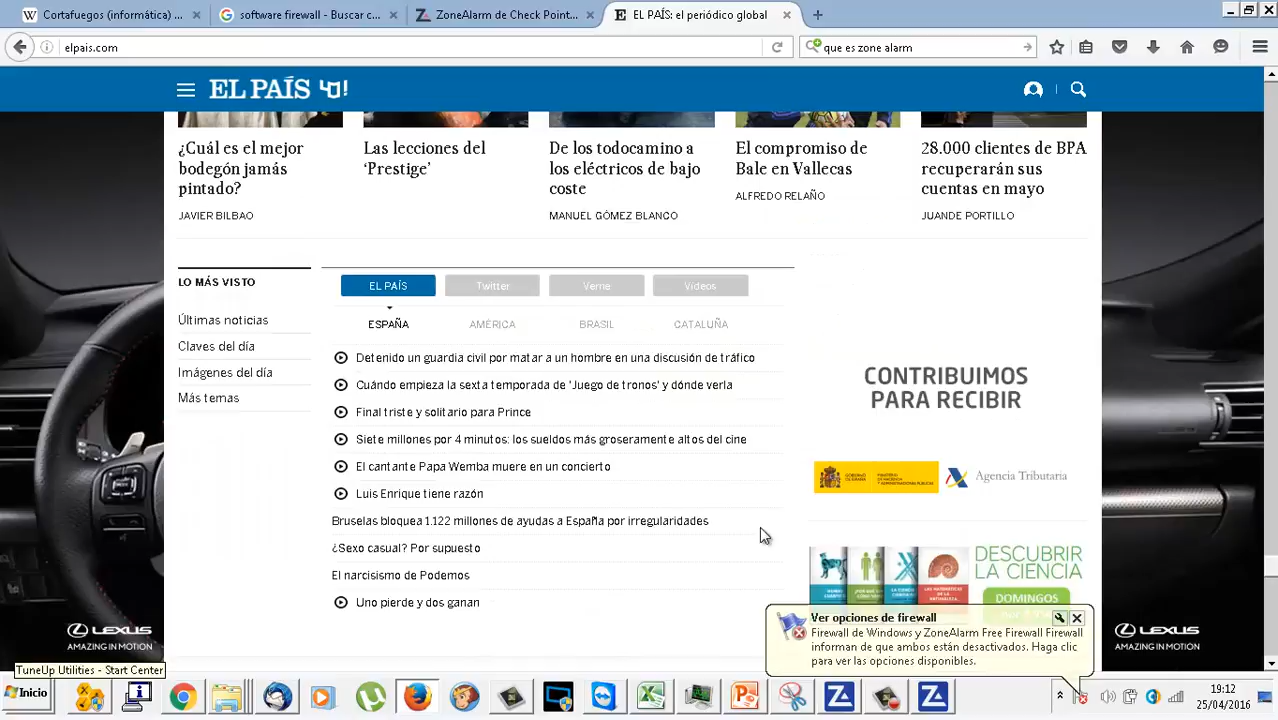 Cortafuegos (informática)
software firewall - Buscar c...
ZoneAlarm de Check Point...
EL PAÍS: el periódico global
elpais.com
que es zone alarm
EL PAÍS
¿Cuál es el mejor
bodegón jamás
pintado?
JAVIER BILBAO
Las lecciones del
‘Prestige’
De los todocamino a
los eléctricos de bajo
coste
MANUEL GÓMEZ BLANCO
El compromiso de
Bale en Vallecas
ALFREDO RELAÑO
28.000 clientes de BPA
recuperarán sus
cuentas en mayo
JUANDE PORTILLO
LO MÁS VISTO
Últimas noticias
Claves del día
Imágenes del día
Más temas
EL PAÍS
Twitter
Verne
Videos
ESPAÑA
AMÉRICA
BRASIL
CATALUÑA
Detenido un guardia civil por matar a un hombre en una discusión de tráfico
Cuándo empieza la sexta temporada de 'Juego de tronos' y dónde verla
Final triste y solitario para Prince
Siete millones por 4 minutos: los sueldos más groseramente altos del cine
El cantante Papa Wemba muere en un concierto
Luis Enrique tiene razón
Bruselas bloquea 1.122 millones de ayudas a España por irregularidades
¿Sexo casual? Por supuesto
El narcisismo de Podemos
Uno pierde y dos ganan
CONTRIBUIMOS
PARA RECIBIR
Agencia Tributaria
DESCUBRIR
LA CIENCIA
DOMINGOS
Ver opciones de firewall
Firewall de Windows y ZoneAlarm Free Firewall Firewall
informan de que ambos están desactivados. Haga clic
para ver las opciones disponibles.
LEXUS
AMAZING IN MOTION
LEXUS
AMAZING IN MOTION
TuneUp Utilities - Start Center
Inicio
19:12
25/04/2016